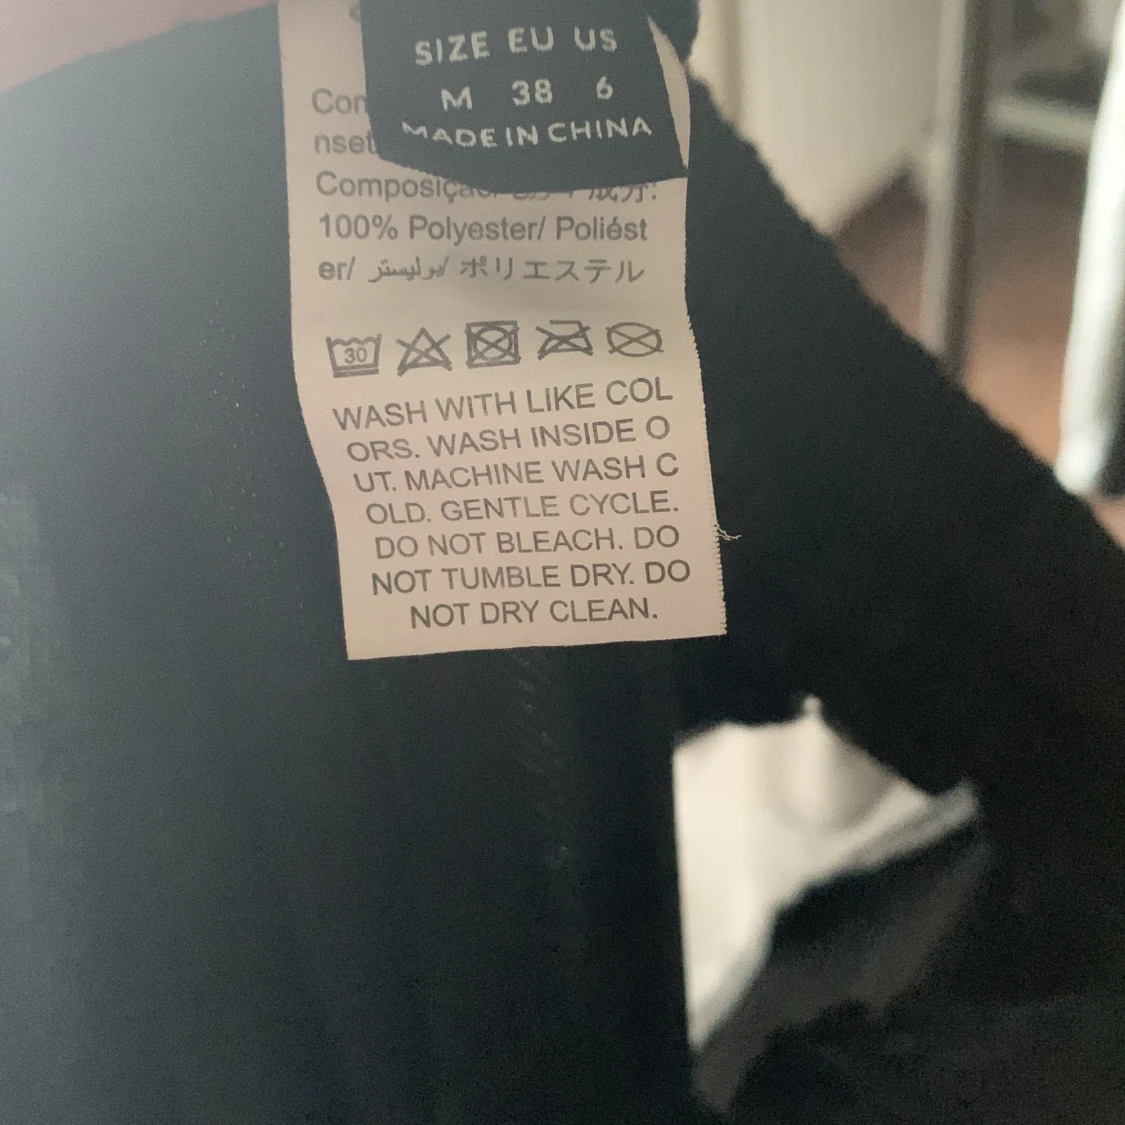 SIZE EU US
M 38 6
MADE IN CHINA
100% Polyester/ Poliést
er/ بوليستر/ ポリエステル
30
WASH WITH LIKE COL
ORS. WASH INSIDE O
UT. MACHINE WASH C
OLD. GENTLE CYCLE.
DO NOT BLEACH. DO
NOT TUMBLE DRY. DO
NOT DRY CLEAN.